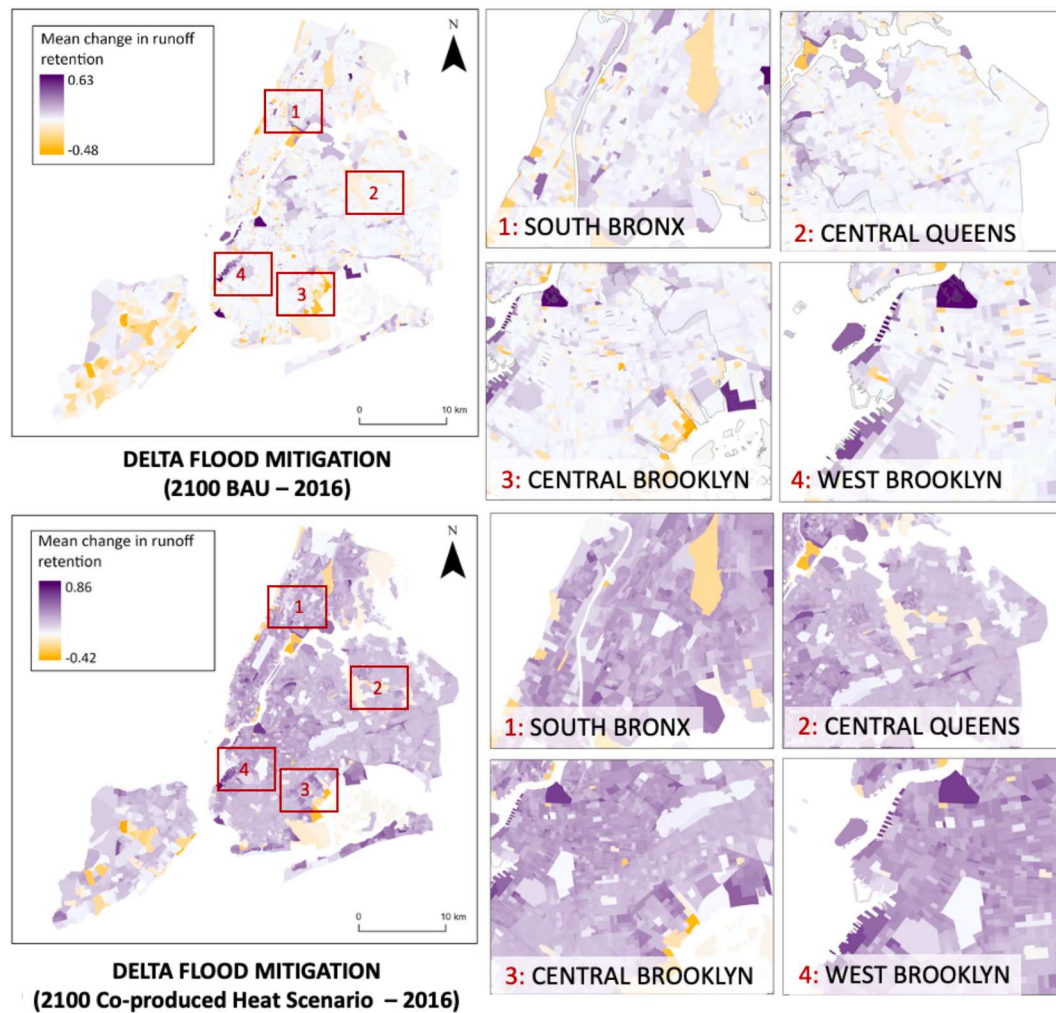 Mean change in runoff
retention
0.63
-0.48
N
1
2
3
4
0
10 km
DELTA FLOOD MITIGATION
(2100 BAU – 2016)
1: SOUTH BRONX
2: CENTRAL QUEENS
3: CENTRAL BROOKLYN
4: WEST BROOKLYN
Mean change in runoff
retention
0.86
-0.42
N
1
2
3
4
0
10 km
DELTA FLOOD MITIGATION
(2100 Co-produced Heat Scenario – 2016)
1: SOUTH BRONX
2: CENTRAL QUEENS
3: CENTRAL BROOKLYN
4: WEST BROOKLYN